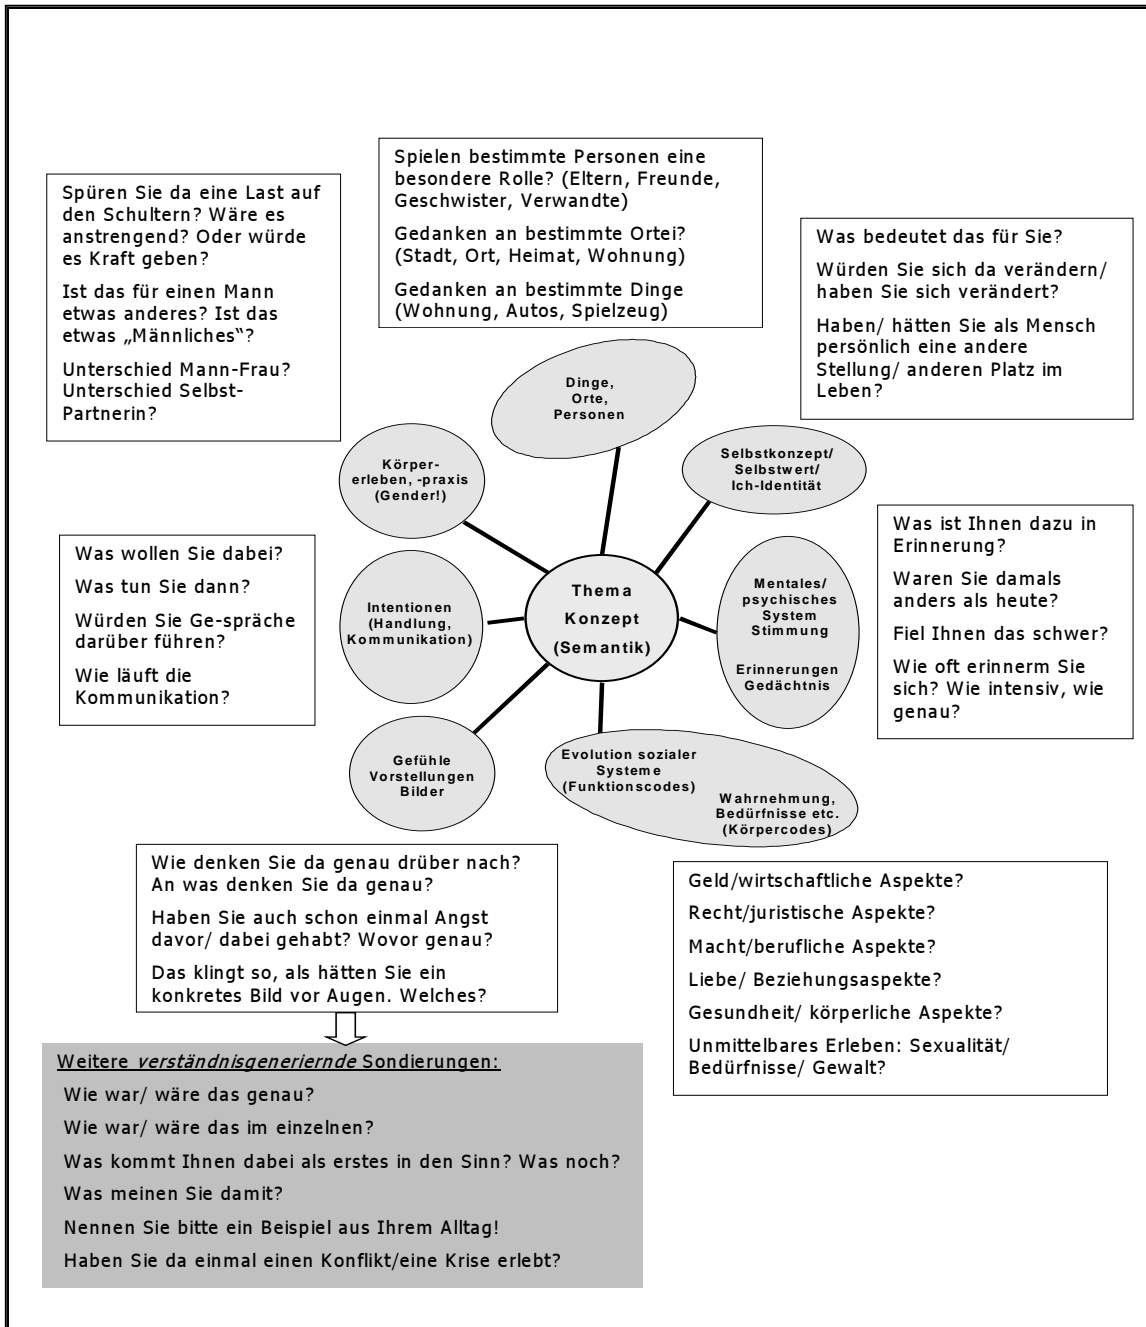 Spielen bestimmte Personen eine
besondere Rolle? (Eltern, Freunde,
Geschwister, Verwandte)
Gedanken an bestimmte Ortei?
(Stadt, Ort, Heimat, Wohnung)
Gedanken an bestimmte Dinge
(Wohnung, Autos, Spielzeug)
Spüren Sie da eine Last auf
den Schultern? Wäre es
anstrengend? Oder würde
es Kraft geben?
Ist das für einen Mann
etwas anderes? Ist das
etwas „Männliches“?
Unterschied Mann-Frau?
Unterschied Selbst-
Partnerin?
Was bedeutet das für Sie?
Würden Sie sich da verändern/
haben Sie sich verändert?
Haben/ hätten Sie als Mensch
persönlich eine andere
Stellung/ anderen Platz im
Leben?
Dinge,
Orte,
Personen
Körper-
erleben, -praxis
(Gender!)
Selbstkonzept/
Selbstwert/
Ich-Identität
Was wollen Sie dabei?
Was tun Sie dann?
Würden Sie Ge-spräche
darüber führen?
Wie läuft die
Kommunikation?
Intentionen
(Handlung,
Kommunikation)
Thema
Konzept
(Semantik)
Mentales/
psychisches
System
Stimmung
Erinnerungen
Gedächtnis
Was ist Ihnen dazu in
Erinnerung?
Waren Sie damals
anders als heute?
Fiel Ihnen das schwer?
Wie oft erinnerm Sie
sich? Wie intensiv, wie
genau?
Gefühle
Vorstellungen
Bilder
Evolution sozialer
Systeme
(Funktionscodes)
Wahrnehmung,
Bedürfnisse etc.
(Körpercodes)
Wie denken Sie da genau drüber nach?
An was denken Sie da genau?
Haben Sie auch schon einmal Angst
davor/ dabei gehabt? Wovor genau?
Das klingt so, als hätten Sie ein
konkretes Bild vor Augen. Welches?
Geld/wirtschaftliche Aspekte?
Recht/juristische Aspekte?
Macht/berufliche Aspekte?
Liebe/ Beziehungsaspekte?
Gesundheit/ körperliche Aspekte?
Unmittelbares Erleben: Sexualität/
Bedürfnisse/ Gewalt?
Weitere verständnisgeneriernde Sondierungen:
Wie war/ wäre das genau?
Wie war/ wäre das im einzelnen?
Was kommt Ihnen dabei als erstes in den Sinn? Was noch?
Was meinen Sie damit?
Nennen Sie bitte ein Beispiel aus Ihrem Alltag!
Haben Sie da einmal einen Konflikt/eine Krise erlebt?